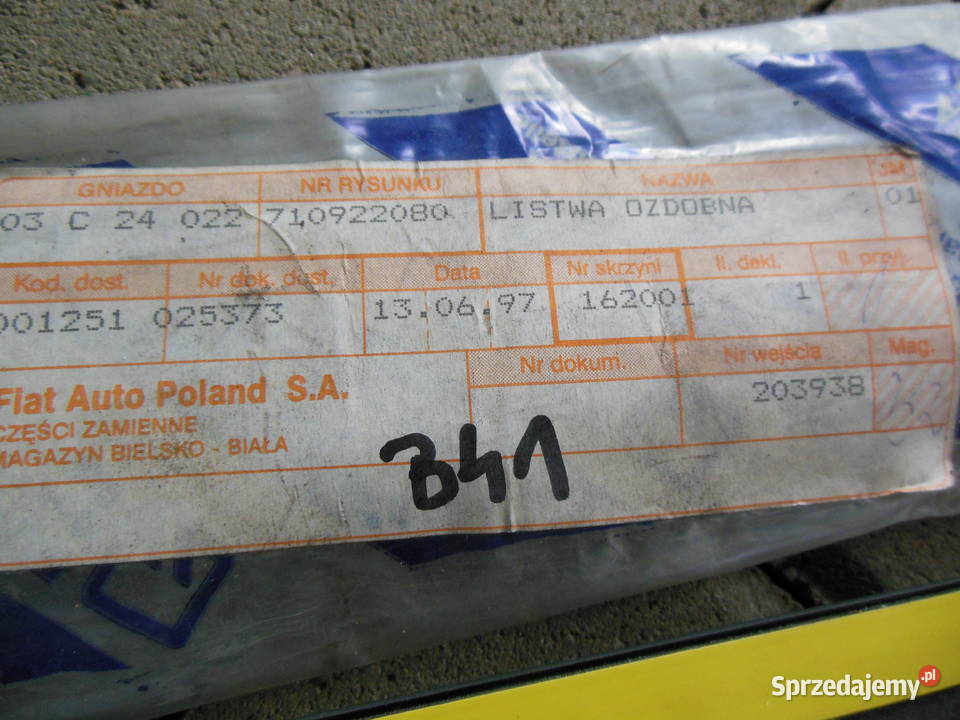 GNIAZDO NR RYSUNKU NAZWA
03 C 24 022 710922080 LISTWA OZDOBNA 01
Kod. dost. Nr dok. dost. Data Nr skrzyni Il. dekl. Il. przyj.
001251 025373 13.06.97 162001 1
Nr dokum. Nr wejścia Mag.
203938
Fiat Auto Poland S.A.
CZĘŚCI ZAMIENNE
MAGAZYN BIELSKO - BIAŁA
B41
Sprzedajemy.pl